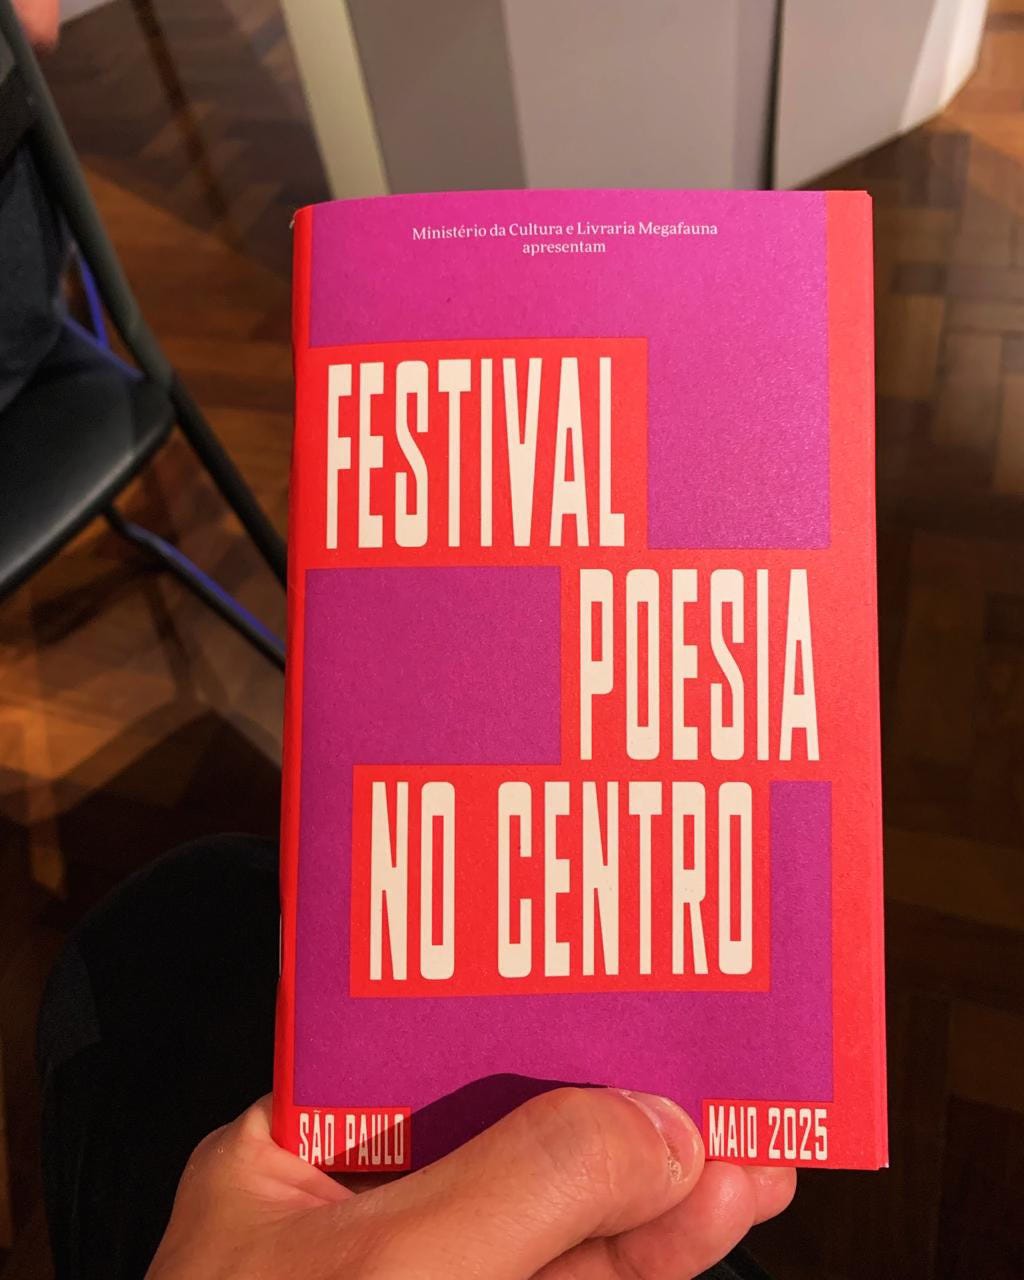 Ministério da Cultura e Livraria Megafauna
apresentam
FESTIVAL
POESIA
NO CENTRO
SÃO PAULO
MAIO 2025